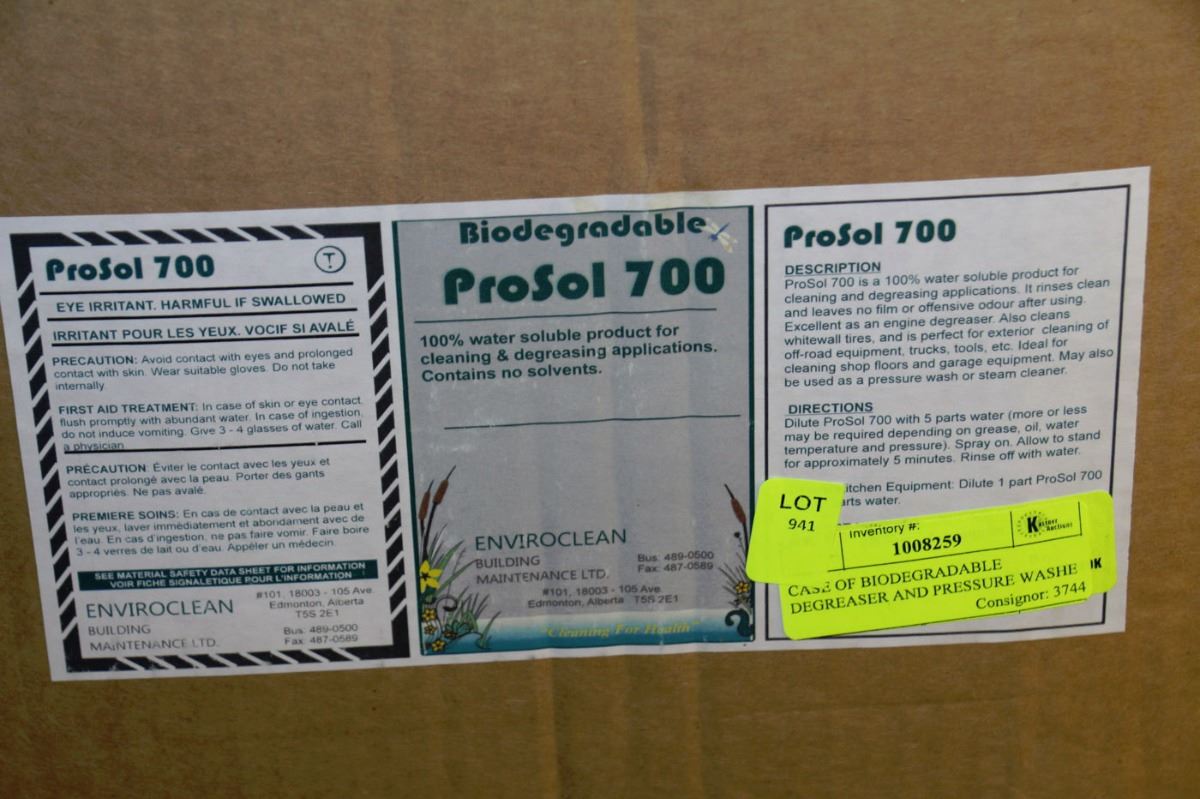 ProSol 700
T
EYE IRRITANT. HARMFUL IF SWALLOWED
IRRITANT POUR LES YEUX. VOCIF SI AVALÉ
PRECAUTION: Avoid contact with eyes and prolonged
contact with skin. Wear suitable gloves. Do not take
internally
FIRST AID TREATMENT: In case of skin or eye contact
flush promptly with abundant water. In case of ingestion,
do not induce vomiting. Give 3 - 4 glasses of water. Call
a physician
PRÉCAUTION: Éviter le contact avec les yeux et
contact prolongé avec la peau. Porter des gants
appropriés. Ne pas avalé.
PREMIERE SOINS: En cas de contact avec la peau et
les yeux, laver immédiatement et abondament avec de
l'eau. En cas d'ingestion, ne pas faire vomir. Faire boire
3 - 4 verres de lait ou d'eau. Appéler un médecin.
SEE MATERIAL SAFETY DATA SHEET FOR INFORMATION
VOIR FICHE SIGNALETIQUE POUR L'INFORMATION
ENVIROCLEAN
BUILDING
MAINTENANCE LTD.
#101, 18003 - 105 Ave.
Edmonton, Alberta
T5S 2E1
Bus: 489-0500
Fax: 487-0589
Biodegradable
ProSol 700
100% water soluble product for
cleaning & degreasing applications.
Contains no solvents.
ENVIROCLEAN
BUILDING
MAINTENANCE LTD.
Bus: 489-0500
Fax: 487-0589
#101, 18003 - 105 Ave.
Edmonton, Alberta T5S 2E1
"Cleaning For Health"
ProSol 700
DESCRIPTION
ProSol 700 is a 100% water soluble product for
cleaning and degreasing applications. It rinses clean
and leaves no film or offensive odour after using.
Excellent as an engine degreaser. Also cleans
whitewall tires, and is perfect for exterior cleaning of
off-road equipment, trucks, tools, etc. Ideal for
cleaning shop floors and garage equipment. May also
be used as a pressure wash or steam cleaner.
DIRECTIONS
Dilute ProSol 700 with 5 parts water (more or less
may be required depending on grease, oil, water
temperature and pressure). Spray on. Allow to stand
for approximately 5 minutes. Rinse off with water.
itchen Equipment: Dilute 1 part ProSol 700
arts water.
LOT
941
Inventory #:
1008259
Kastner
Auctions
CASE OF BIODEGRADABLE
DEGREASER AND PRESSURE WASHE
Consignor: 3744